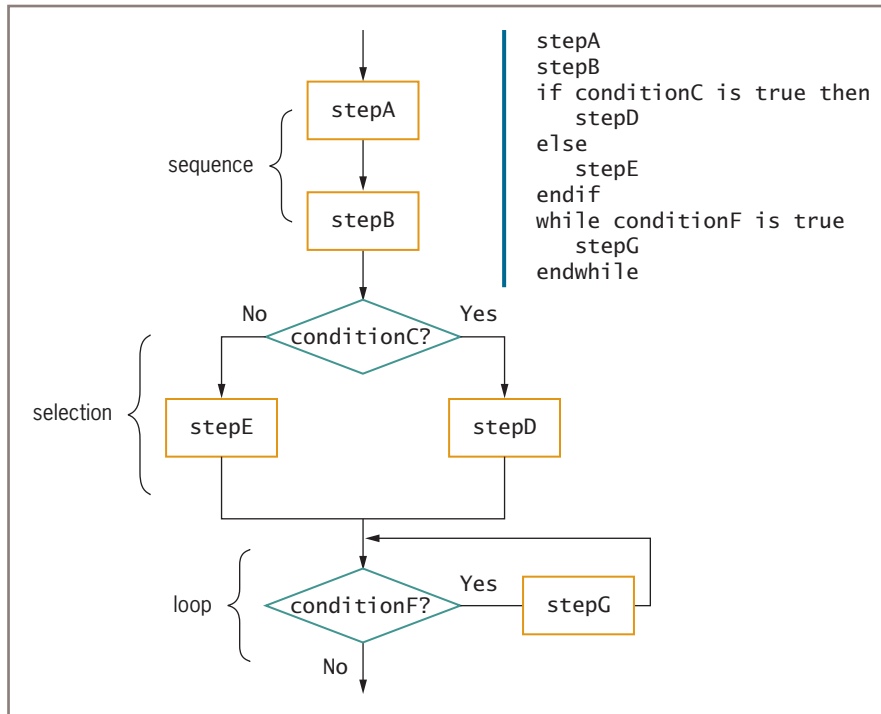 stepA
stepB
if conditionC is true then
stepD
else
stepE
endif
while conditionF is true
stepG
endwhile
stepA
sequence
stepB
No
Yes
conditionC?
selection
stepE
stepD
loop
conditionF?
Yes
stepG
No